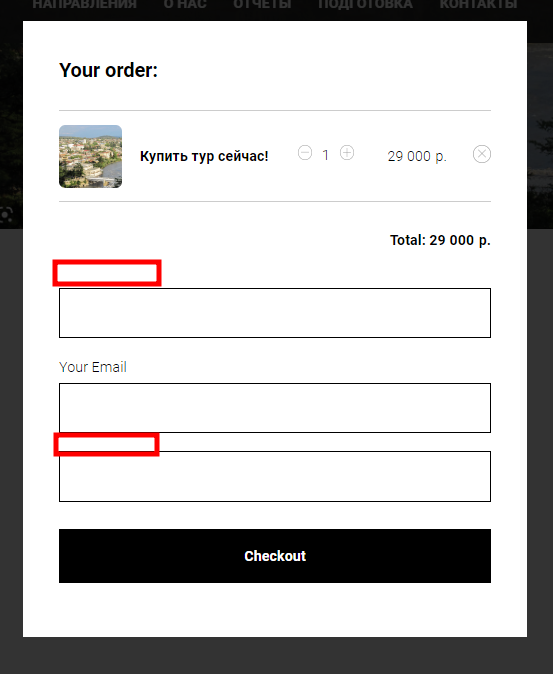 НАПРАВЛЕНИЯ О НАС ОТЧЕТЫ ПОДГОТОВКА КОНТАКТЫ
Your order:
Купить тур сейчас! 1 29 000 р.
Total: 29 000 р.
Your Email
Checkout